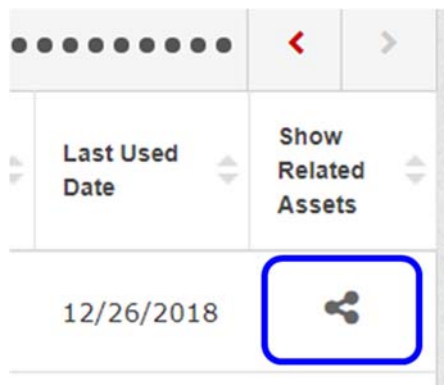 Last Used
Date
Show
Related
Assets
12/26/2018